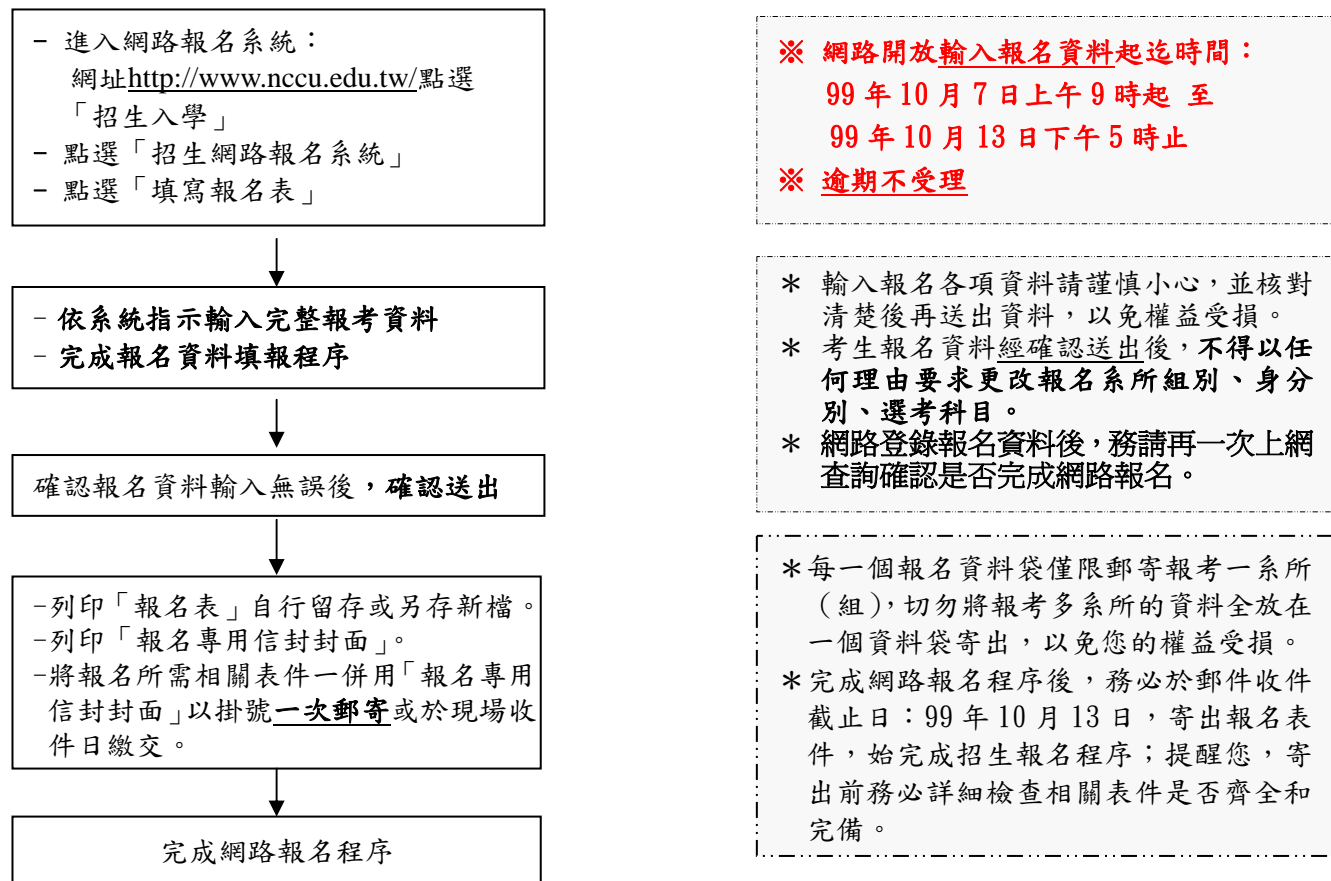 - 進入網路報名系統：
網址http://www.nccu.edu.tw/點選
「招生入學」
- 點選「招生網路報名系統」
- 點選「填寫報名表」
- 依系統指示輸入完整報考資料
- 完成報名資料填報程序
確認報名資料輸入無誤後，確認送出
-列印「報名表」自行留存或另存新檔。
-列印「報名專用信封封面」。
-將報名所需相關表件一併用「報名專用
信封封面」以掛號一次郵寄或於現場收
件日繳交。
完成網路報名程序
※ 網路開放輸入報名資料起迄時間：
99 年 10 月 7 日上午 9 時起 至
99 年 10 月 13 日下午 5 時止
※ 逾期不受理
＊ 輸入報名各項資料請謹慎小心，並核對
清楚後再送出資料，以免權益受損。
＊ 考生報名資料經確認送出後，不得以任
何理由要求更改報名系所組別、身分
別、選考科目。
＊ 網路登錄報名資料後，務請再一次上網
查詢確認是否完成網路報名。
＊每一個報名資料袋僅限郵寄報考一系所
（組），切勿將報考多系所的資料全放在
一個資料袋寄出，以免您的權益受損。
＊完成網路報名程序後，務必於郵件收件
截止日：99 年 10 月 13 日，寄出報名表
件，始完成招生報名程序；提醒您，寄
出前務必詳細檢查相關表件是否齊全和
完備。